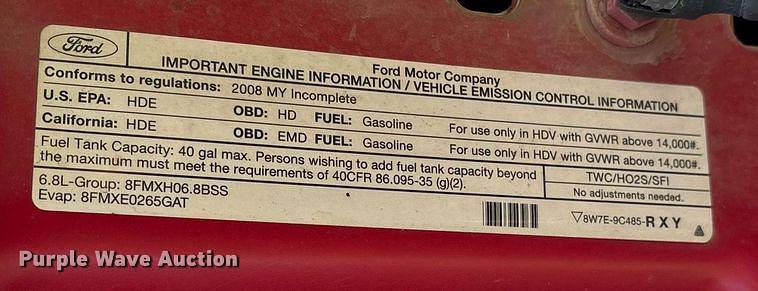 Ford
Ford Motor Company
IMPORTANT ENGINE INFORMATION / VEHICLE EMISSION CONTROL INFORMATION
Conforms to regulations: 2008 MY Incomplete
U.S. EPA: HDE OBD: HD FUEL: Gasoline For use only in HDV with GVWR above 14,000#.
California: HDE OBD: EMD FUEL: Gasoline For use only in HDV with GVWR above 14,000#.
Fuel Tank Capacity: 40 gal max. Persons wishing to add fuel tank capacity beyond
the maximum must meet the requirements of 40CFR 86.095-35 (g)(2).
TWC/HO2S/SFI
No adjustments needed.
6.8L-Group: 8FMXH06.8BSS
Evap: 8FMXE0265GAT
8W7E-9C485-RXY
Purple Wave Auction